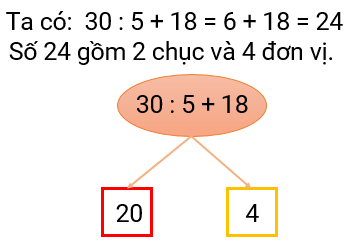 Ta có: 30 : 5 + 18 = 6 + 18 = 24
Số 24 gồm 2 chục và 4 đơn vị.
30 : 5 + 18
20 4